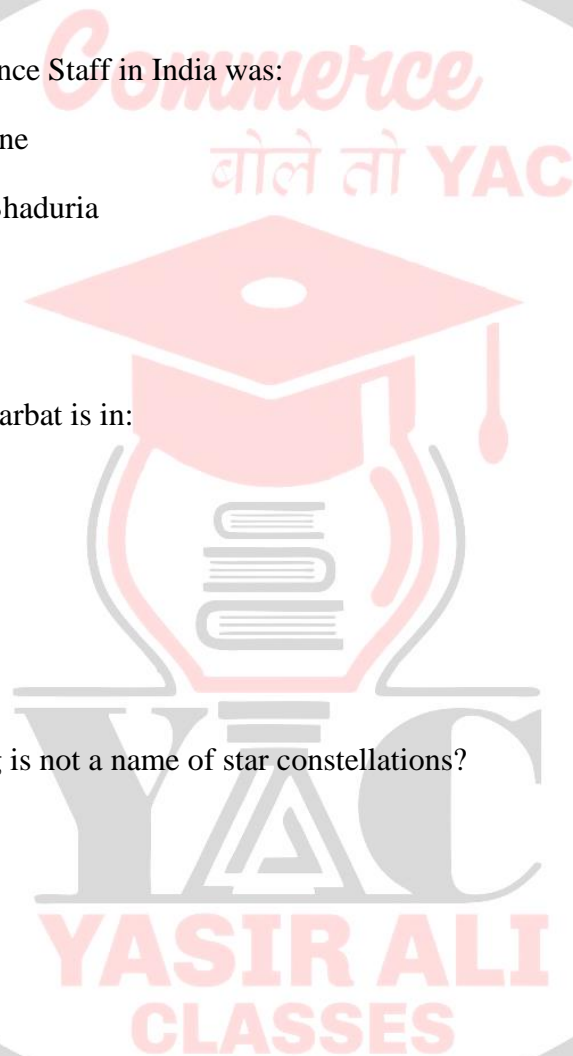 Commerce
nce Staff in India was:
ne
बोले तो YAC
haduria
arbat is in:
g is not a name of star constellations?
YAC
YASIR ALI
CLASSES